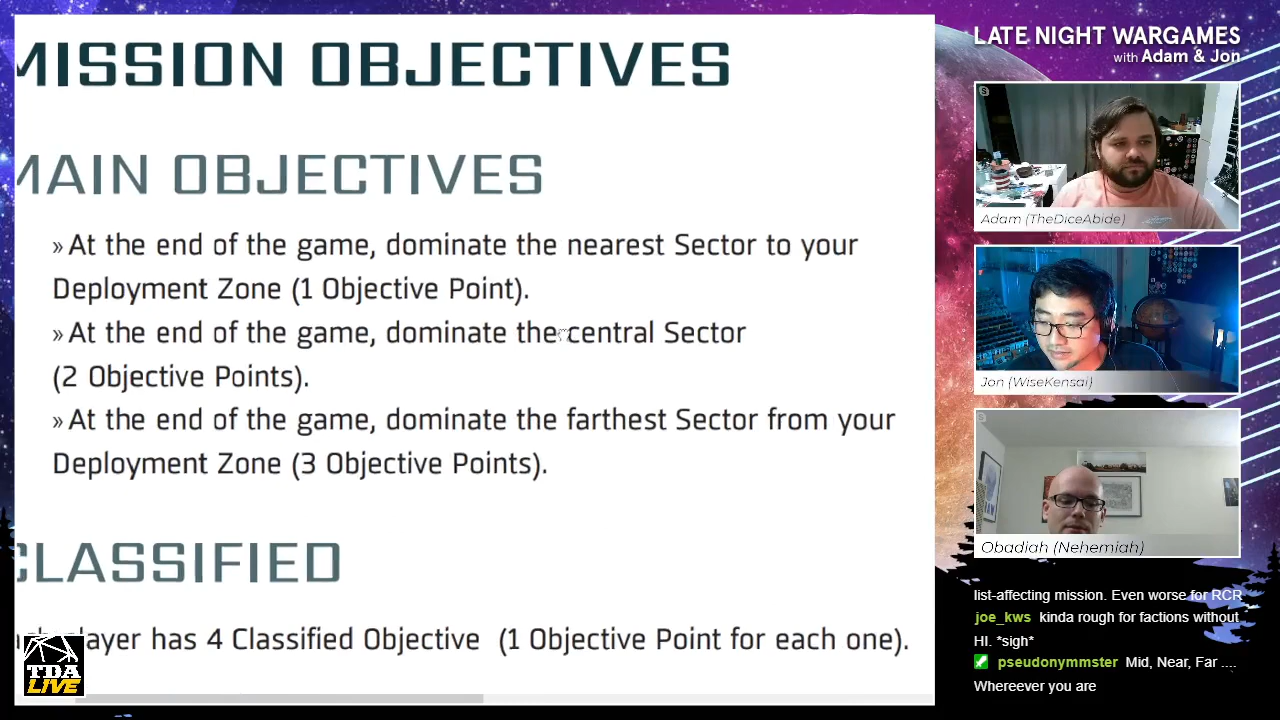 MISSION OBJECTIVES
MAIN OBJECTIVES
» At the end of the game, dominate the nearest Sector to your
Deployment Zone (1 Objective Point).
» At the end of the game, dominate the central Sector
(2 Objective Points).
» At the end of the game, dominate the farthest Sector from your
Deployment Zone (3 Objective Points).
CLASSIFIED
player has 4 Classified Objective (1 Objective Point for each one).
TDA
LIVE
LATE NIGHT WARGAMES
with Adam & Jon
Adam (TheDiceAbide)
Jon (WiseKensai)
Obadiah (Nehemiah)
list-affecting mission. Even worse for RCR
joe_kws kinda rough for factions without
HI. *sigh*
pseudonymmster Mid, Near, Far ....
Whereever you are